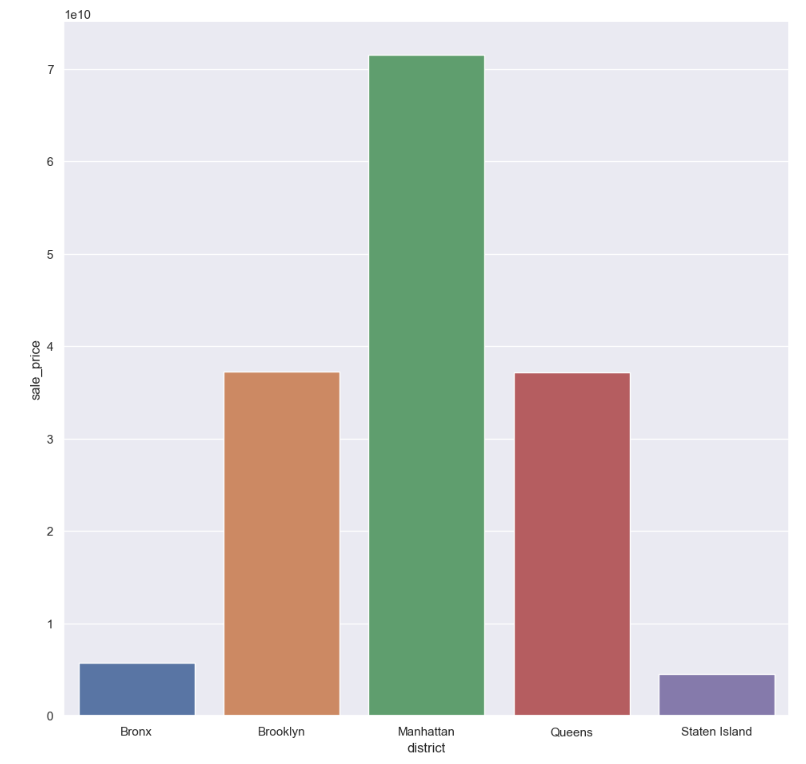 1e10
7
6
5
4
3
2
1
0
sale_price
Bronx Brooklyn Manhattan Queens Staten Island
district